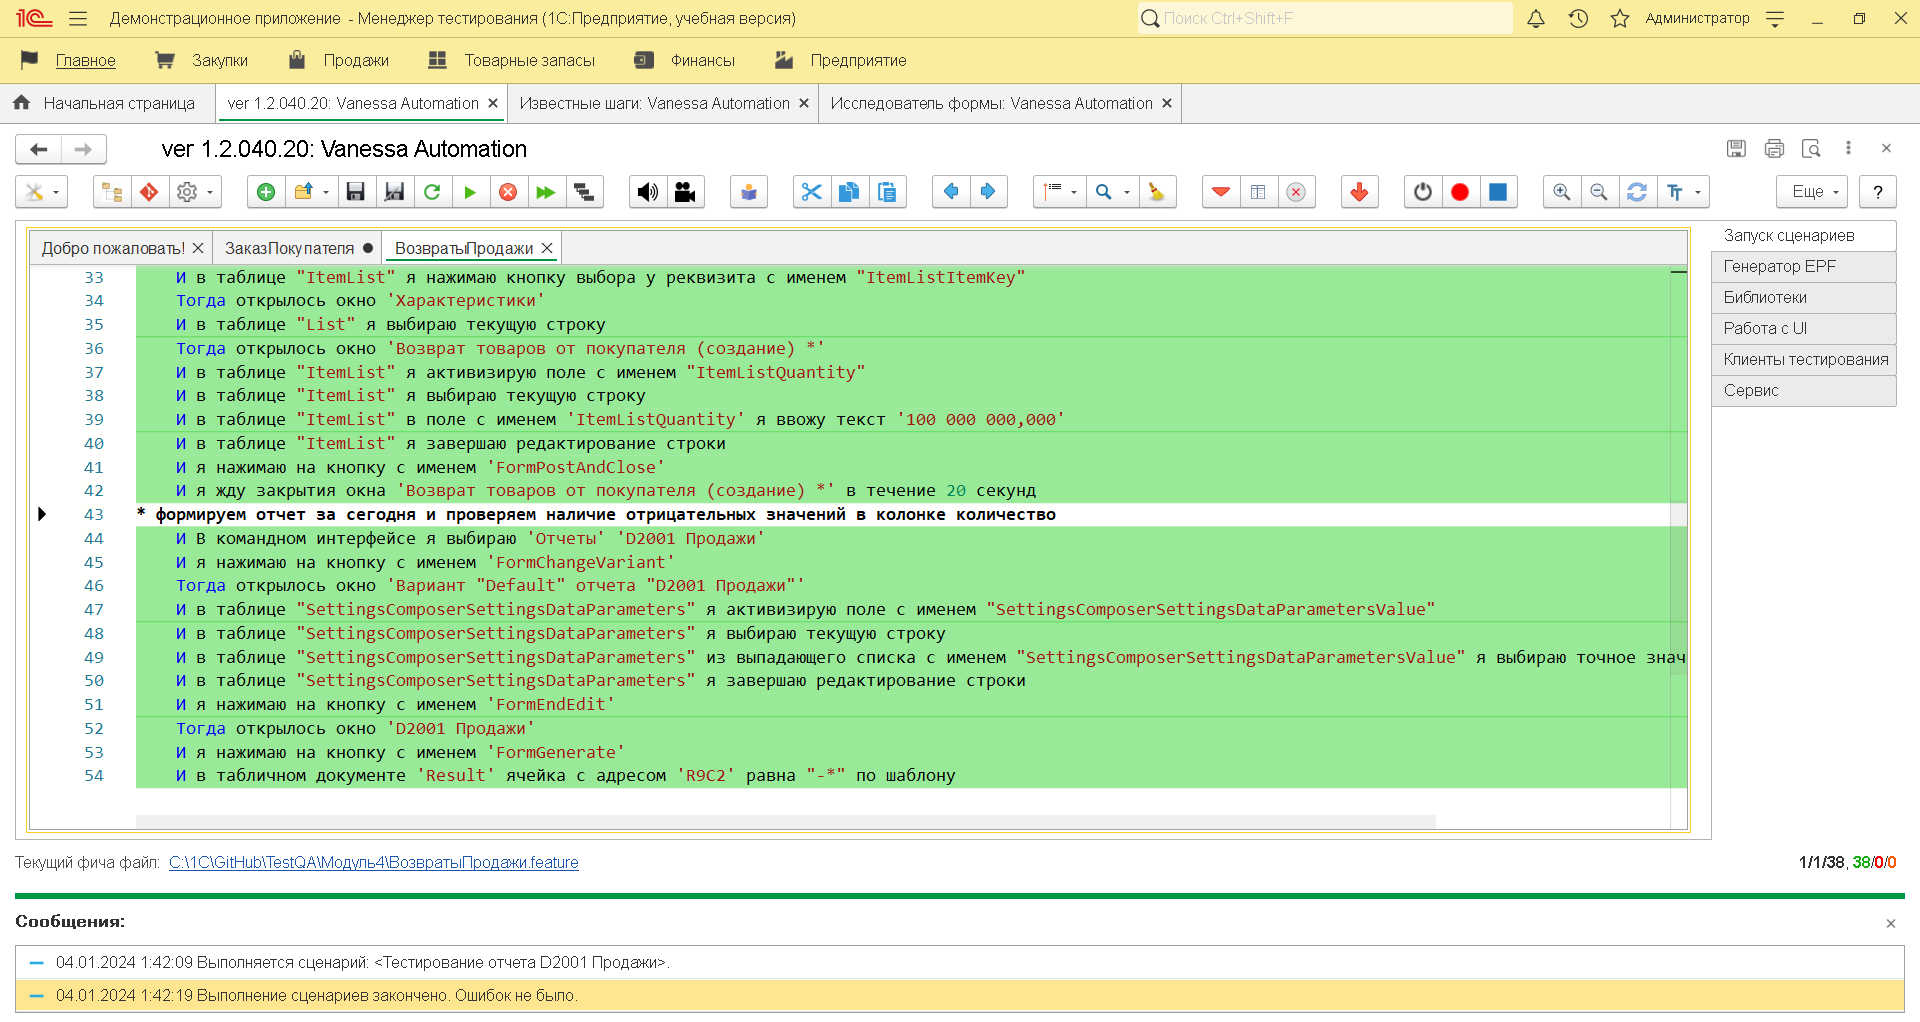 Демонстрационное приложение - Менеджер тестирования (1С:Предприятие, учебная версия)
Поиск Ctrl+Shift+F
Администратор
Главное
Закупки
Продажи
Товарные запасы
Финансы
Предприятие
Начальная страница
ver 1.2.040.20: Vanessa Automation
Известные шаги: Vanessa Automation
Исследователь формы: Vanessa Automation
ver 1.2.040.20: Vanessa Automation
Еще
?
Добро пожаловать!
ЗаказПокупателя
ВозвратыПродажи
Запуск сценариев
Генератор EPF
Библиотеки
Работа с UI
Клиенты тестирования
Сервис
33 И в таблице "ItemList" я нажимаю кнопку выбора у реквизита с именем "ItemListItemKey"
34 Тогда открылось окно 'Характеристики'
35 И в таблице "List" я выбираю текущую строку
36 Тогда открылось окно 'Возврат товаров от покупателя (создание) *'
37 И в таблице "ItemList" я активизирую поле с именем "ItemListQuantity"
38 И в таблице "ItemList" я выбираю текущую строку
39 И в таблице "ItemList" в поле с именем 'ItemListQuantity' я ввожу текст '100 000 000,000'
40 И в таблице "ItemList" я завершаю редактирование строки
41 И я нажимаю на кнопку с именем 'FormPostAndClose'
42 И я жду закрытия окна 'Возврат товаров от покупателя (создание) *' в течение 20 секунд
43 * формируем отчет за сегодня и проверяем наличие отрицательных значений в колонке количество
44 И В командном интерфейсе я выбираю 'Отчеты' 'D2001 Продажи'
45 И я нажимаю на кнопку с именем 'FormChangeVariant'
46 Тогда открылось окно 'Вариант "Default" отчета "D2001 Продажи"'
47 И в таблице "SettingsComposerSettingsDataParameters" я активизирую поле с именем "SettingsComposerSettingsDataParametersValue"
48 И в таблице "SettingsComposerSettingsDataParameters" я выбираю текущую строку
49 И в таблице "SettingsComposerSettingsDataParameters" из выпадающего списка с именем "SettingsComposerSettingsDataParametersValue" я выбираю точное знач
50 И в таблице "SettingsComposerSettingsDataParameters" я завершаю редактирование строки
51 И я нажимаю на кнопку с именем 'FormEndEdit'
52 Тогда открылось окно 'D2001 Продажи'
53 И я нажимаю на кнопку с именем 'FormGenerate'
54 И в табличном документе 'Result' ячейка с адресом 'R9C2' равна "-*" по шаблону
Текущий фича файл: C:\1C\GitHub\TestQA\Модуль4\ВозвратыПродажи.feature
1/1/38, 38/0/0
Сообщения:
04.01.2024 1:42:09 Выполняется сценарий: <Тестирование отчета D2001 Продажи>.
04.01.2024 1:42:19 Выполнение сценариев закончено. Ошибок не было.